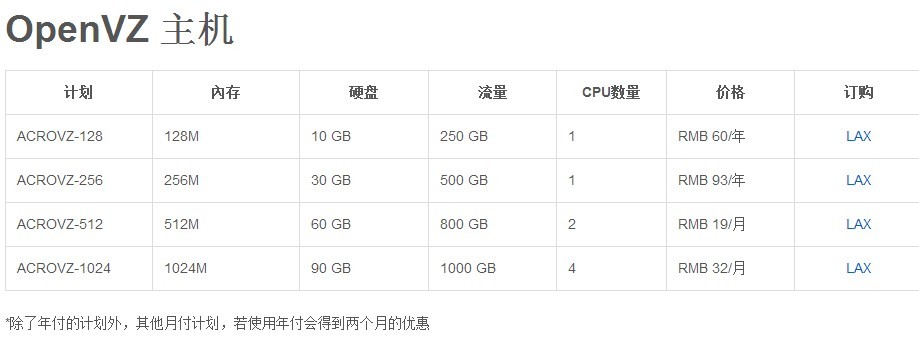 OpenVZ 主机
计划 內存 硬盘 流量 CPU数量 价格 订购
ACROVZ-128 128M 10 GB 250 GB 1 RMB 60/年 LAX
ACROVZ-256 256M 30 GB 500 GB 1 RMB 93/年 LAX
ACROVZ-512 512M 60 GB 800 GB 2 RMB 19/月 LAX
ACROVZ-1024 1024M 90 GB 1000 GB 4 RMB 32/月 LAX
*除了年付的计划外，其他月付计划，若使用年付会得到两个月的优惠